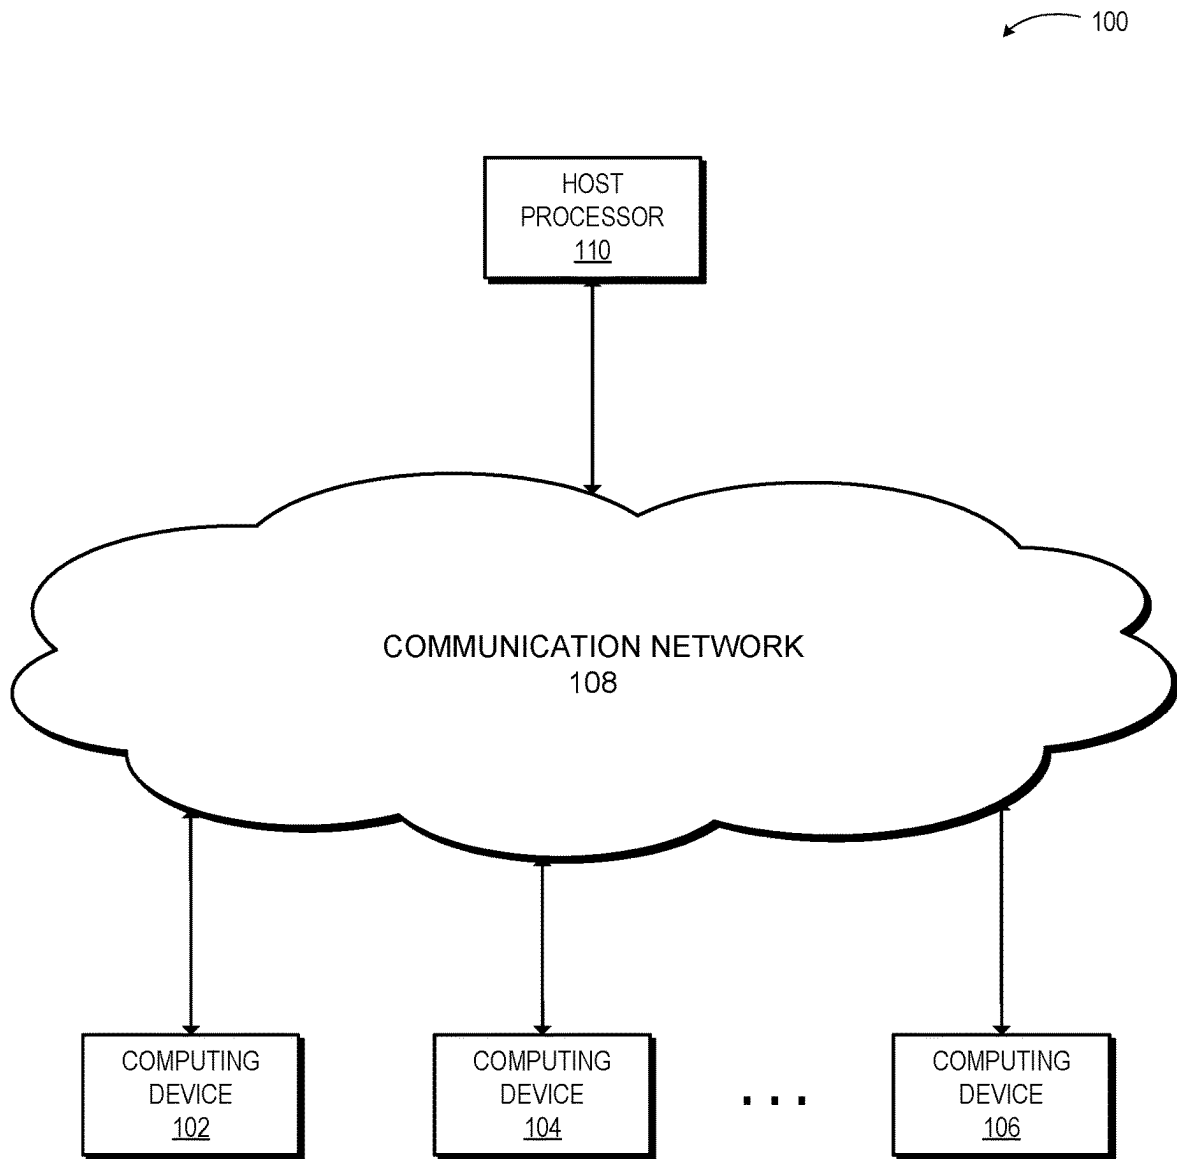 100
HOST
PROCESSOR
110
COMMUNICATION NETWORK
108
COMPUTING
DEVICE
102
COMPUTING
DEVICE
104
...
COMPUTING
DEVICE
106